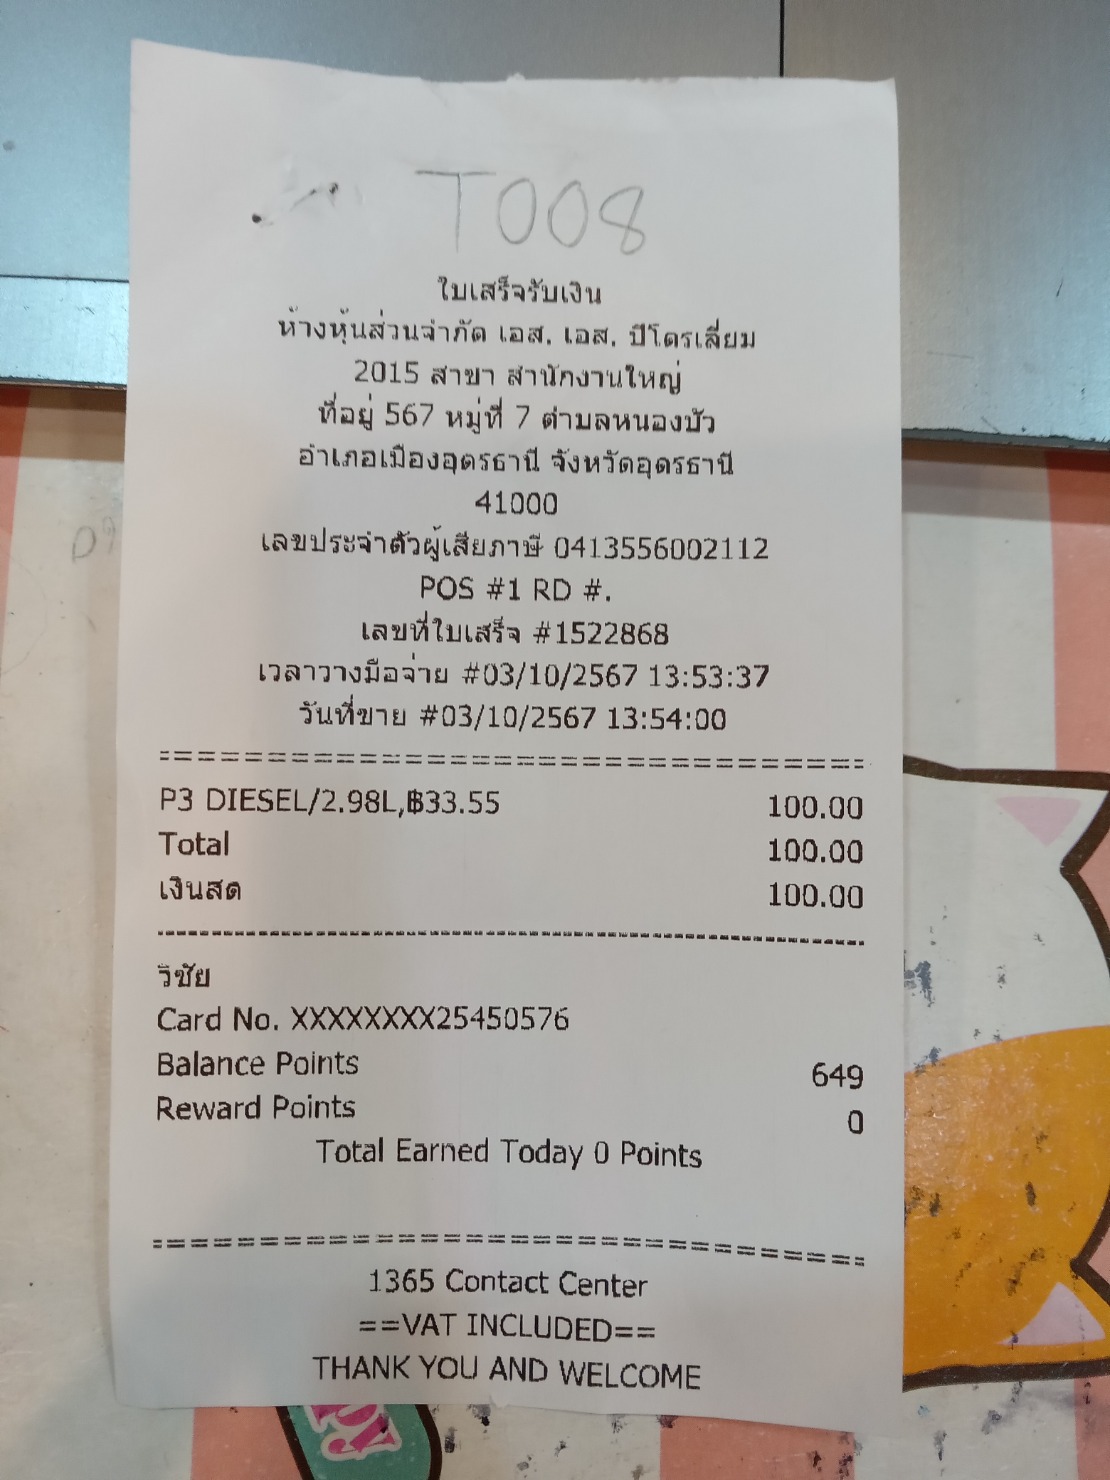 T008
ใบเสร็จรับเงิน
ห้างหุ้นส่วนจำกัด เอส. เอส. ปิโตรเลี่ยม
2015 สาขา สำนักงานใหญ่
ที่อยู่ 567 หมู่ที่ 7 ตำบลหนองบัว
อำเภอเมืองอุดรธานี จังหวัดอุดรธานี
41000
เลขประจำตัวผู้เสียภาษี 0413556002112
POS #1 RD #.
เลขที่ใบเสร็จ #1522868
เวลาวางมือจ่าย #03/10/2567 13:53:37
วันที่ขาย #03/10/2567 13:54:00
P3 DIESEL/2.98L,฿33.55 100.00
Total 100.00
เงินสด 100.00
วิชัย
Card No. XXXXXXXX25450576
Balance Points 649
Reward Points 0
Total Earned Today 0 Points
1365 Contact Center
==VAT INCLUDED==
THANK YOU AND WELCOME